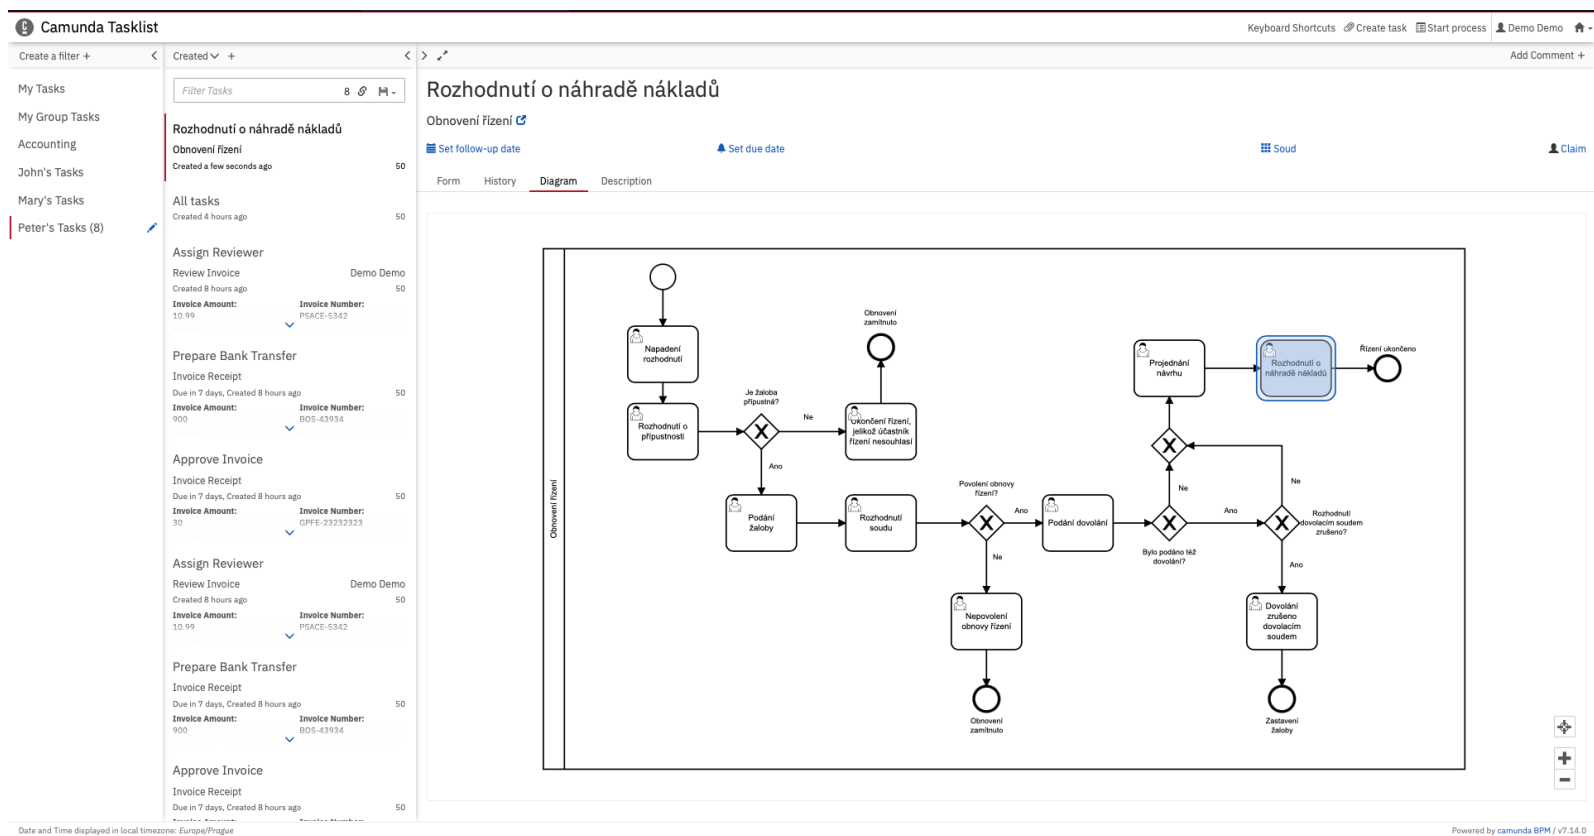 Camunda Tasklist
Keyboard Shortcuts Create task Start process Demo Demo
Create a filter +
Created +
Add Comment +
My Tasks
My Group Tasks
Accounting
John's Tasks
Mary's Tasks
Peter's Tasks (8)
Filter Tasks 8
Rozhodnutí o náhradě nákladů
Obnovení řízení
Created a few seconds ago 50
All tasks
Created 4 hours ago 50
Assign Reviewer
Review Invoice Demo Demo
Created 8 hours ago 50
Invoice Amount: Invoice Number:
10.99 PSACE-5342
Prepare Bank Transfer
Invoice Receipt
Due in 7 days, Created 8 hours ago 50
Invoice Amount: Invoice Number:
900 BOS-43934
Approve Invoice
Invoice Receipt
Due in 7 days, Created 8 hours ago 50
Invoice Amount: Invoice Number:
30 GPFE-23232323
Assign Reviewer
Review Invoice Demo Demo
Created 8 hours ago 50
Invoice Amount: Invoice Number:
10.99 PSACE-5342
Prepare Bank Transfer
Invoice Receipt
Due in 7 days, Created 8 hours ago 50
Invoice Amount: Invoice Number:
900 BOS-43934
Approve Invoice
Invoice Receipt
Due in 7 days, Created 8 hours ago 50
Rozhodnutí o náhradě nákladů
Obnovení řízení
Set follow-up date
Set due date
Soud
Claim
Form History Diagram Description
Obnovení řízení
Napadení
rozhodnutí
Rozhodnutí o
přípustnosti
Je žaloba
přípustná?
Ne
Ano
Obnovení
zamítnuto
Ukončení řízení,
jelikož účastník
řízení nesouhlasí
Podání
žaloby
Rozhodnutí
soudu
Povolení obnovy
řízení?
Ano
Ne
Nepovolení
obnovy řízení
Obnovení
zamítnuto
Podání dovolání
Bylo podáno též
dovolání?
Ne
Ano
Projednání
návrhu
Rozhodnutí o
náhradě nákladů
Řízení ukončeno
Ne
Rozhodnutí
dovolacím soudem
zrušeno?
Ano
Dovolání
zrušeno
dovolacím
soudem
Zastavení
žaloby
Date and Time displayed in local timezone: Europe/Prague
Powered by camunda BPM / v7.14.0